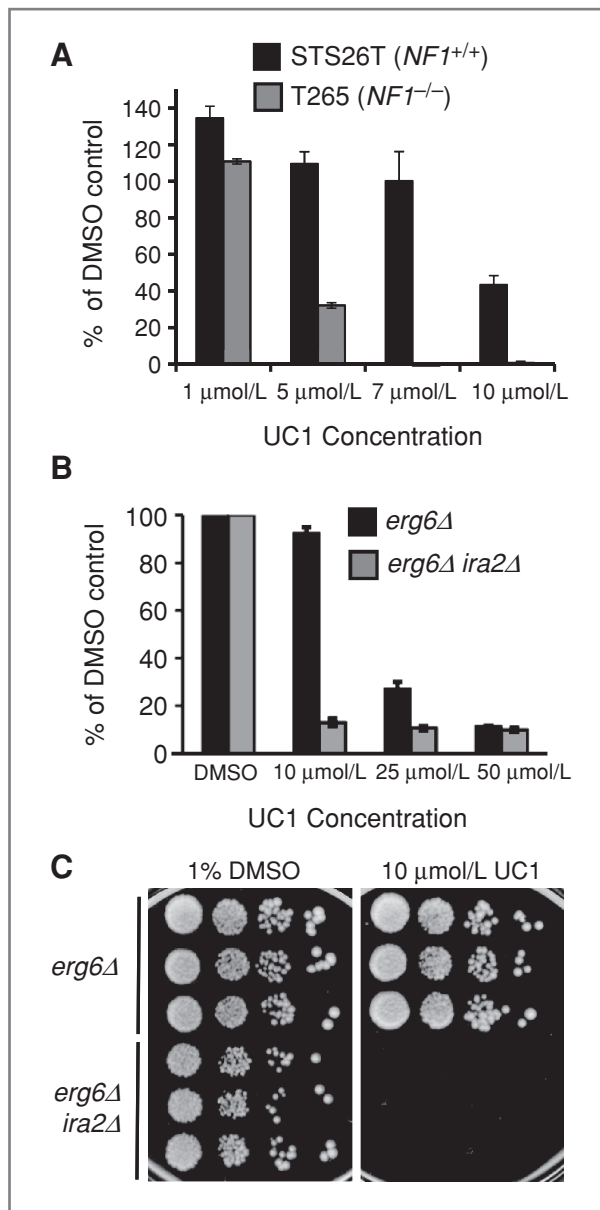 A
STS26T (NF1+/+)
T265 (NF1–/–)
140
120
100
80
60
40
20
0
% of DMSO control
1 µmol/L 5 µmol/L 7 µmol/L 10 µmol/L
UC1 Concentration
B
erg6Δ
erg6Δ ira2Δ
100
80
60
40
20
0
% of DMSO control
DMSO 10 µmol/L 25 µmol/L 50 µmol/L
UC1 Concentration
C
1% DMSO 10 µmol/L UC1
erg6Δ
erg6Δ
ira2Δ